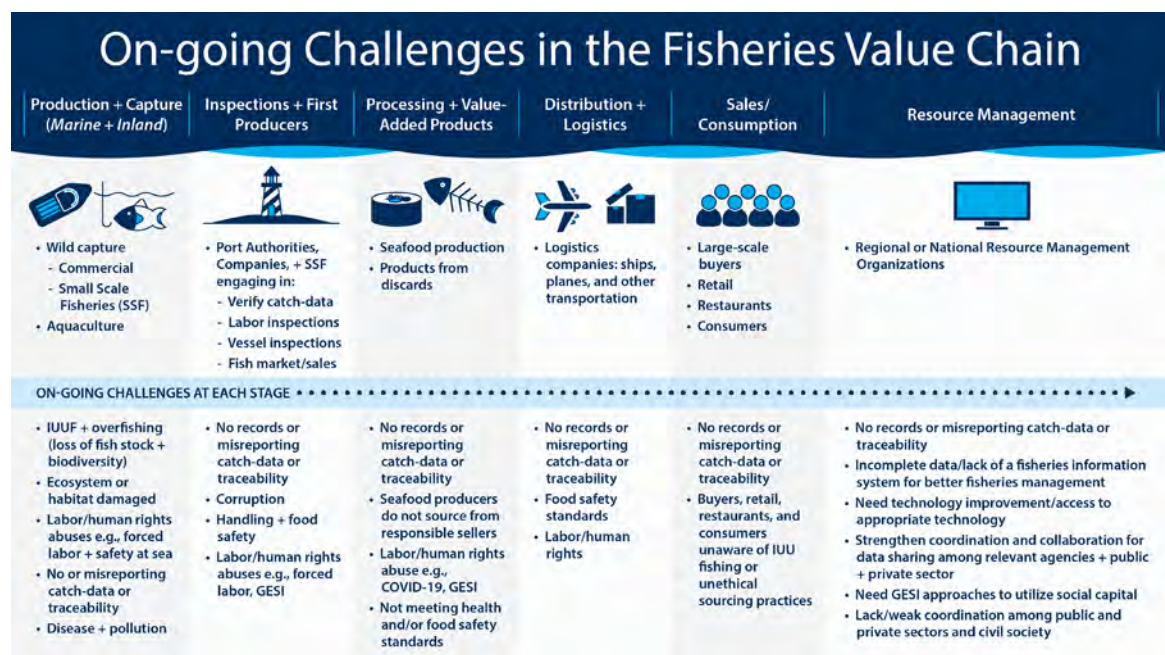 On-going Challenges in the Fisheries Value Chain
Production + Capture
(Marine + Inland)
Inspections + First
Producers
Processing + Value-
Added Products
Distribution +
Logistics
Sales/
Consumption
Resource Management
• Wild capture
- Commercial
- Small Scale
Fisheries (SSF)
• Aquaculture
• Port Authorities,
Companies, + SSF
engaging in:
- Verify catch-data
- Labor inspections
- Vessel inspections
- Fish market/sales
• Seafood production
• Products from
discards
• Logistics
companies: ships,
planes, and other
transportation
• Large-scale
buyers
• Retail
• Restaurants
• Consumers
• Regional or National Resource Management
Organizations
ON-GOING CHALLENGES AT EACH STAGE
• IUUF + overfishing
(loss of fish stock +
biodiversity)
• Ecosystem or
habitat damaged
• Labor/human rights
abuses e.g., forced
labor + safety at sea
• No or misreporting
catch-data or
traceability
• Disease + pollution
• No records or
misreporting
catch-data or
traceability
• Corruption
• Handling + food
safety
• Labor/human rights
abuses e.g., forced
labor, GESI
• No records or
misreporting
catch-data or
traceability
• Seafood producers
do not source from
responsible sellers
• Labor/human rights
abuse e.g.,
COVID-19, GESI
• Not meeting health
and/or food safety
standards
• No records or
misreporting
catch-data or
traceability
• Food safety
standards
• Labor/human
rights
• No records or
misreporting
catch-data or
traceability
• Buyers, retail,
restaurants, and
consumers
unaware of IUU
fishing or
unethical
sourcing practices
• No records or misreporting catch-data or
traceability
• Incomplete data/lack of a fisheries information
system for better fisheries management
• Need technology improvement/access to
appropriate technology
• Strengthen coordination and collaboration for
data sharing among relevant agencies + public
+ private sector
• Need GESI approaches to utilize social capital
• Lack/weak coordination among public and
private sectors and civil society